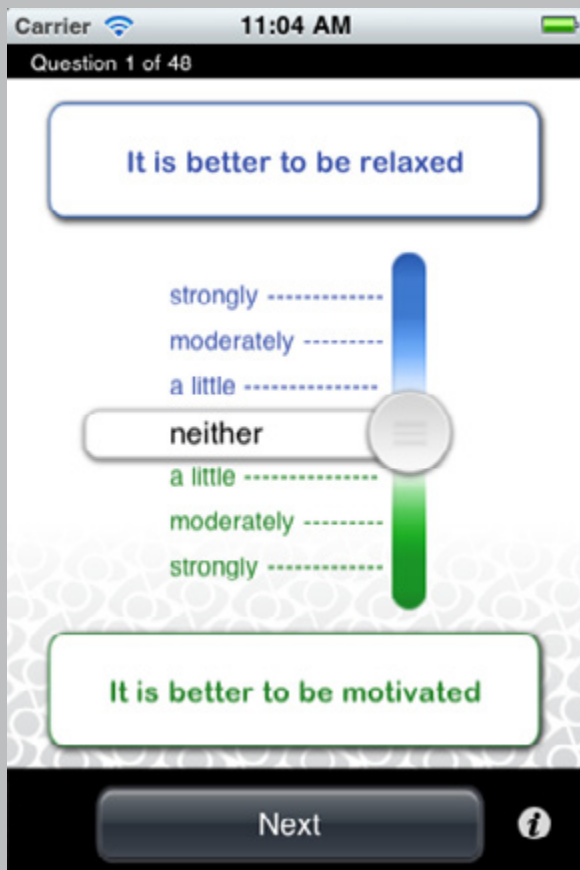 Carrier 11:04 AM
Question 1 of 48
It is better to be relaxed
strongly --------------
moderately ---------
a little ---------------
neither
a little ---------------
moderately ---------
strongly -------------
It is better to be motivated
Next
i